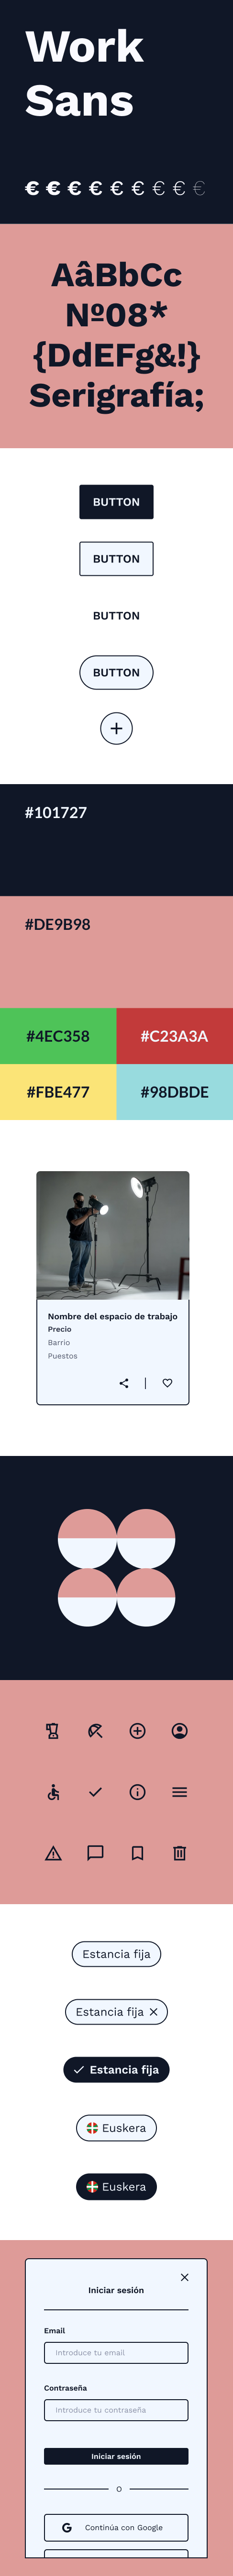 Work
Sans
€ € € € € € € € €
AâBbCc
Nº08*
{DdEFg&!}
Serigrafía;
BUTTON
BUTTON
BUTTON
BUTTON
#101727
#DE9B98
#4EC358
#C23A3A
#FBE477
#98DBDE
Nombre del espacio de trabajo
Precio
Barrio
Puestos
Estancia fija
Estancia fija
Estancia fija
Euskera
Euskera
Iniciar sesión
Email
Introduce tu email
Contraseña
Introduce tu contraseña
Iniciar sesión
O
G Continúa con Google